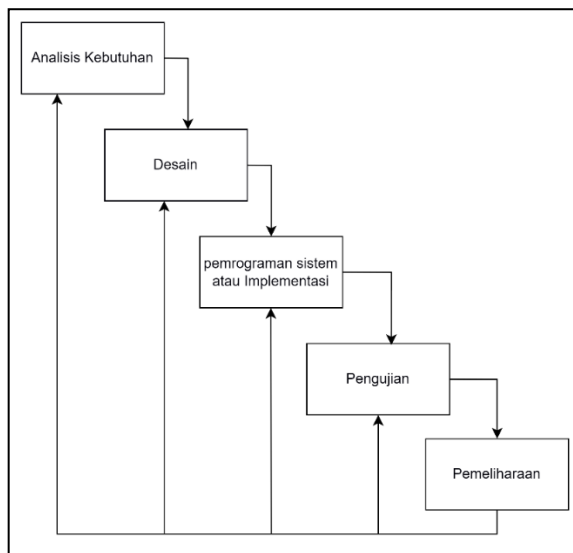 Analisis Kebutuhan
Desain
pemrograman sistem
atau Implementasi
Pengujian
Pemeliharaan